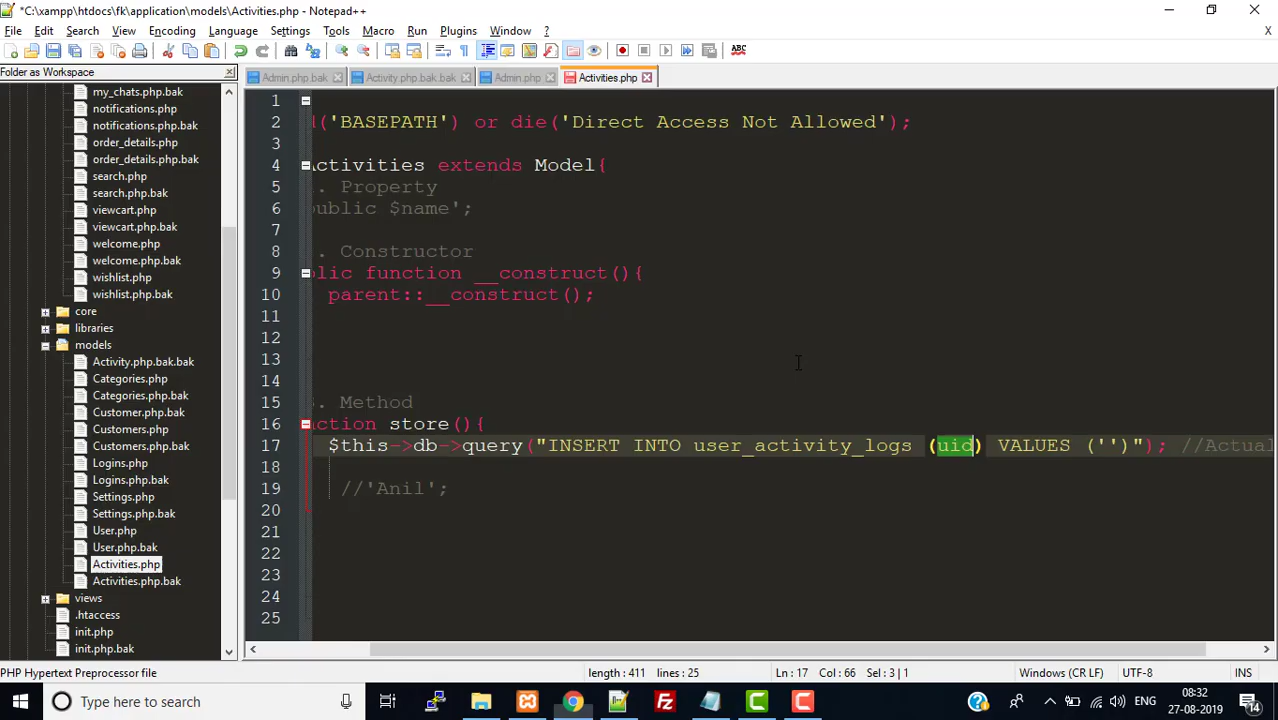 *C:\xampp\htdocs\fk\application\models\Activities.php - Notepad++
File Edit Search View Encoding Language Settings Tools Macro Run Plugins Window ?
X
Folder as Workspace
Admin.php.bak Activity.php.bak.bak Admin.php Activities.php
my_chats.php.bak
notifications.php
notifications.php.bak
order_details.php
order_details.php.bak
search.php
search.php.bak
viewcart.php
viewcart.php.bak
welcome.php
welcome.php.bak
wishlist.php
wishlist.php.bak
core
libraries
models
Activity.php.bak.bak
Categories.php
Categories.php.bak
Customer.php.bak
Customers.php
Customers.php.bak
Logins.php
Logins.php.bak
Settings.php
Settings.php.bak
User.php
User.php.bak
Activities.php
Activities.php.bak
views
.htaccess
init.php
init.php.bak
1
2 d('BASEPATH') or die('Direct Access Not Allowed');
3
4 Activities extends Model{
5 . Property
6 public $name';
7
8 . Constructor
9 blic function __construct(){
10 parent::__construct();
11
12
13
14
15 3. Method
16 nction store(){
17 $this->db->query("INSERT INTO user_activity_logs (uid) VALUES ('')"); //Actual
18
19 //'Anil';
20
21
22
23
24
25
PHP Hypertext Preprocessor file length : 411 lines : 25 Ln : 17 Col : 66 Sel : 3 | 1 Windows (CR LF) UTF-8 INS
Type here to search
ENG
08:32
27-08-2019
14